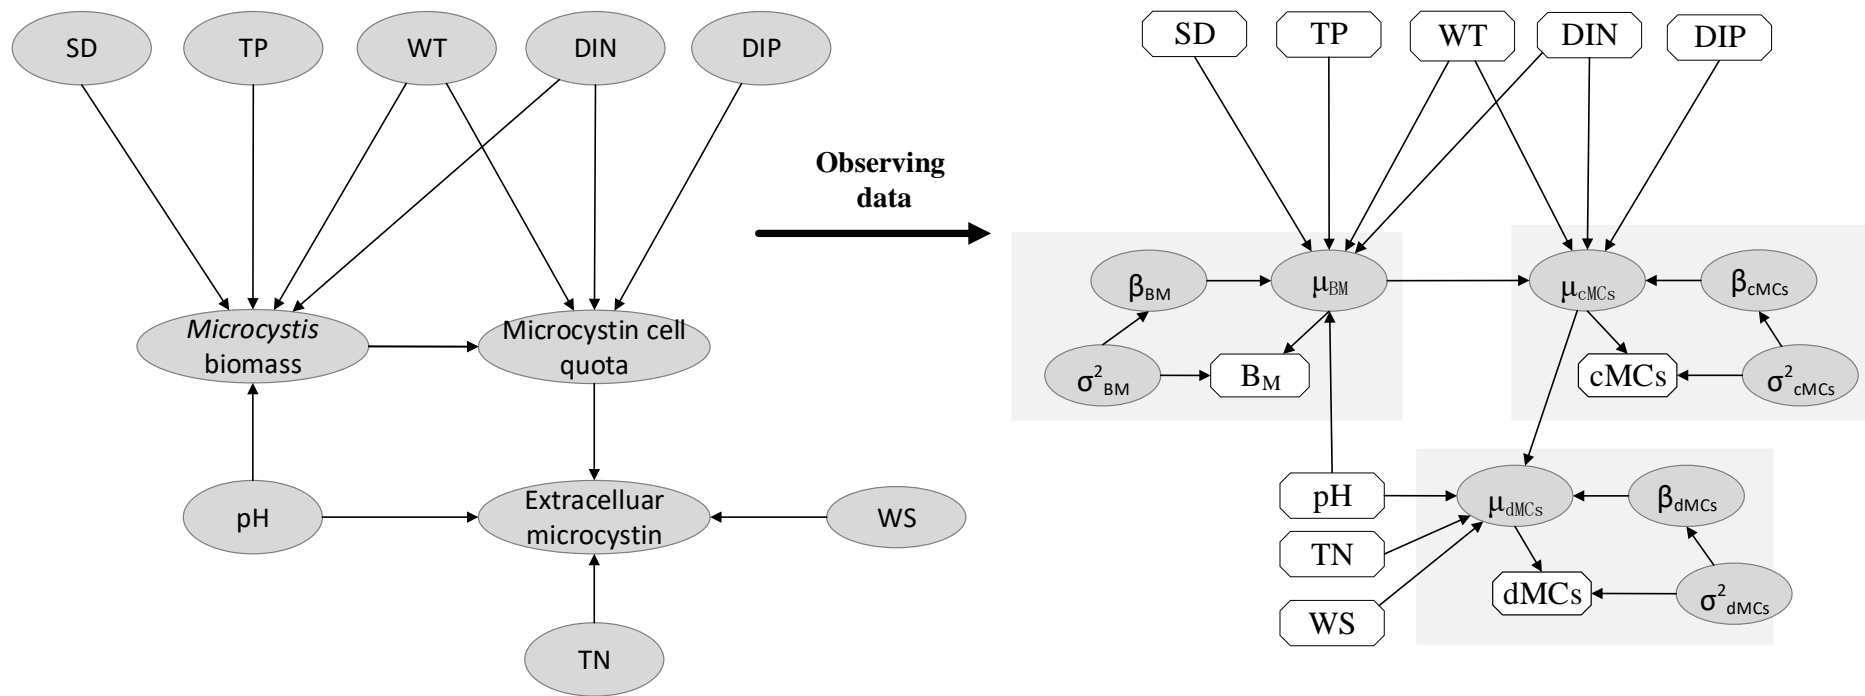 SD
TP
WT
DIN
DIP
Microcystis
biomass
Microcystin cell
quota
pH
Extracelluar
microcystin
WS
TN
Observing
data
SD
TP
WT
DIN
DIP
βBM
μBM
σ²BM
BM
μcMCs
βcMCs
cMCs
σ²cMCs
pH
TN
WS
μdMCs
βdMCs
dMCs
σ²dMCs